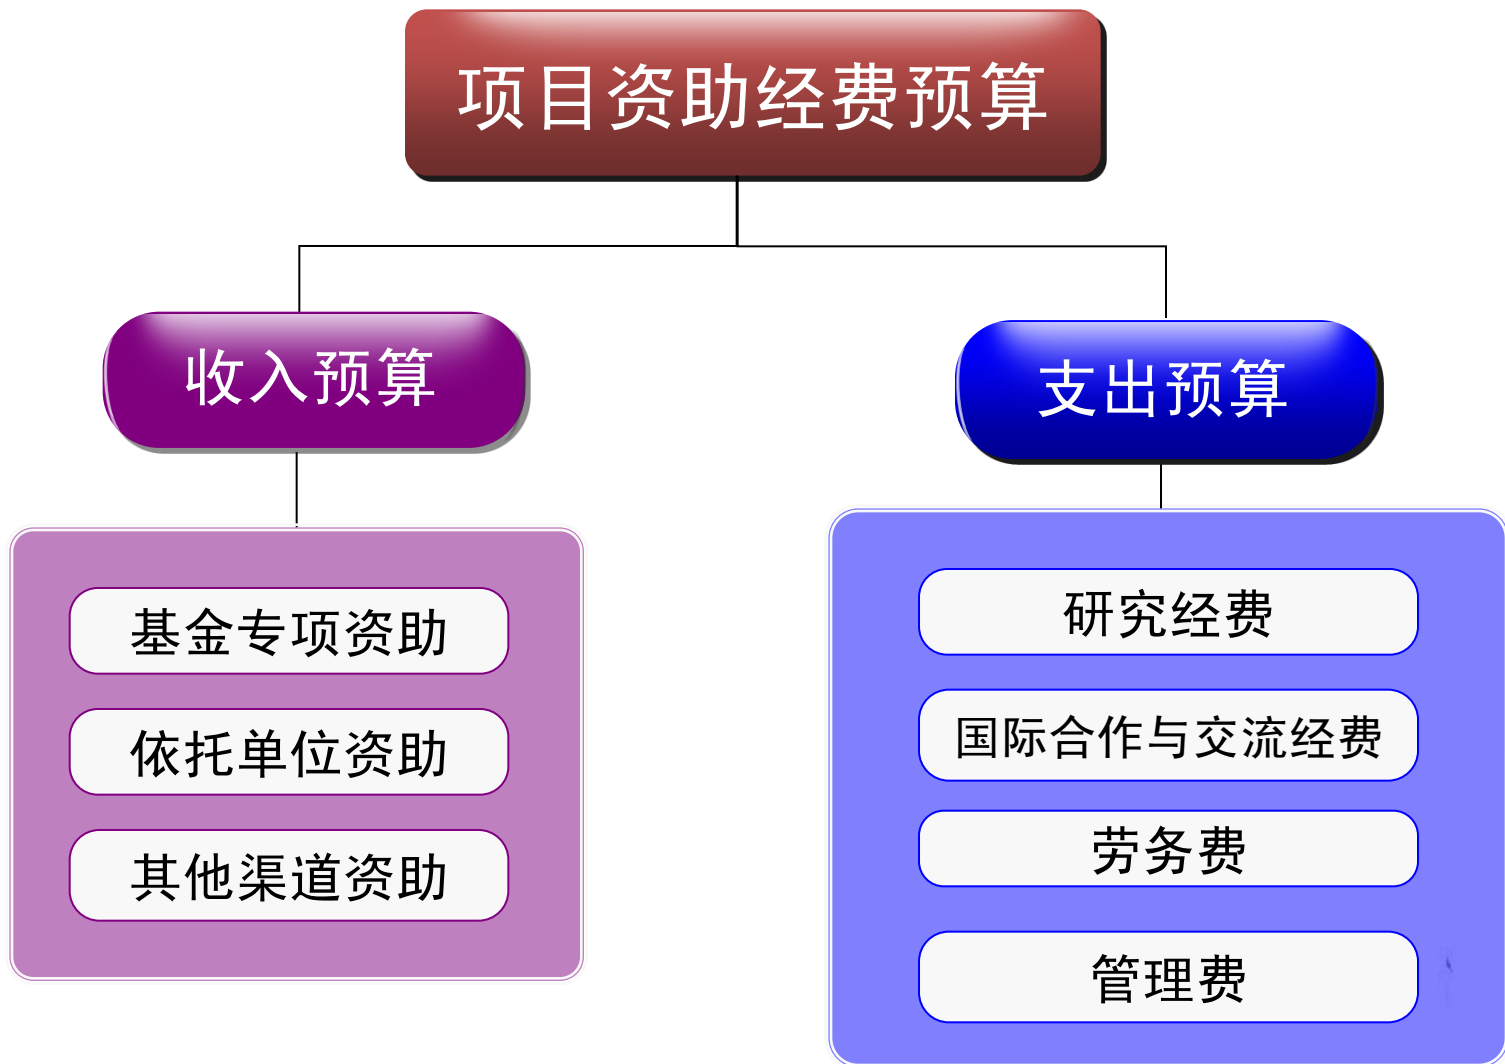 项目资助经费预算
收入预算
基金专项资助
依托单位资助
其他渠道资助
支出预算
研究经费
国际合作与交流经费
劳务费
管理费